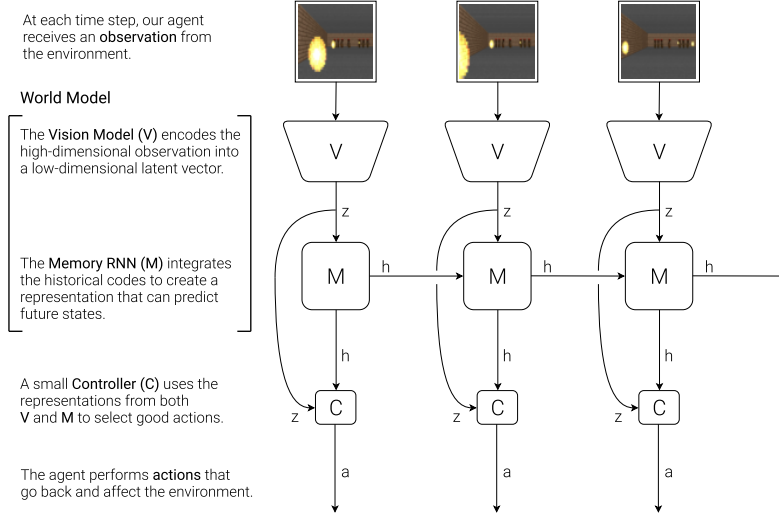 At each time step, our agent
receives an observation from
the environment.
World Model
The Vision Model (V) encodes the
high-dimensional observation into
a low-dimensional latent vector.
V
V
V
z
z
z
The Memory RNN (M) integrates
the historical codes to create a
representation that can predict
future states.
M
h
M
h
M
h
h
h
h
A small Controller (C) uses the
representations from both
V and M to select good actions.
z
C
z
C
z
C
The agent performs actions that
go back and affect the environment.
a
a
a